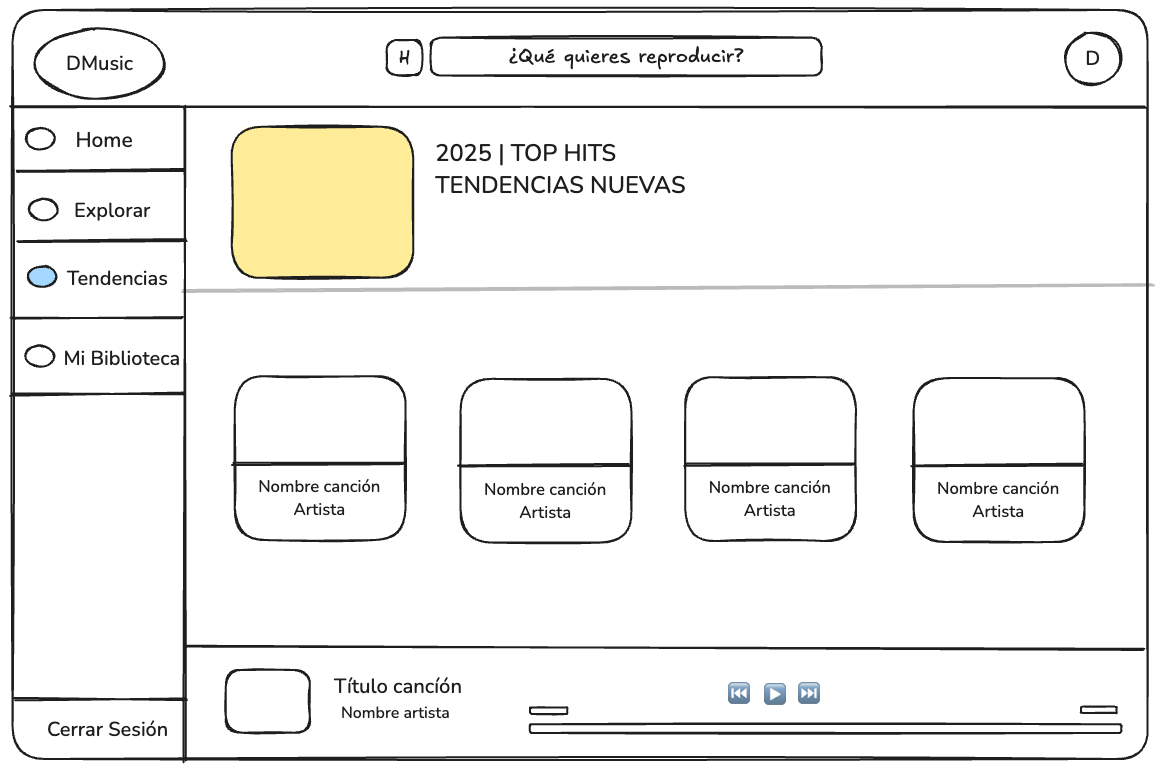 DMusic
H
¿Qué quieres reproducir?
D
Home
Explorar
Tendencias
Mi Biblioteca
Cerrar Sesión
2025 | TOP HITS
TENDENCIAS NUEVAS
Nombre canción
Artista
Nombre canción
Artista
Nombre canción
Artista
Nombre canción
Artista
Título cancíón
Nombre artista